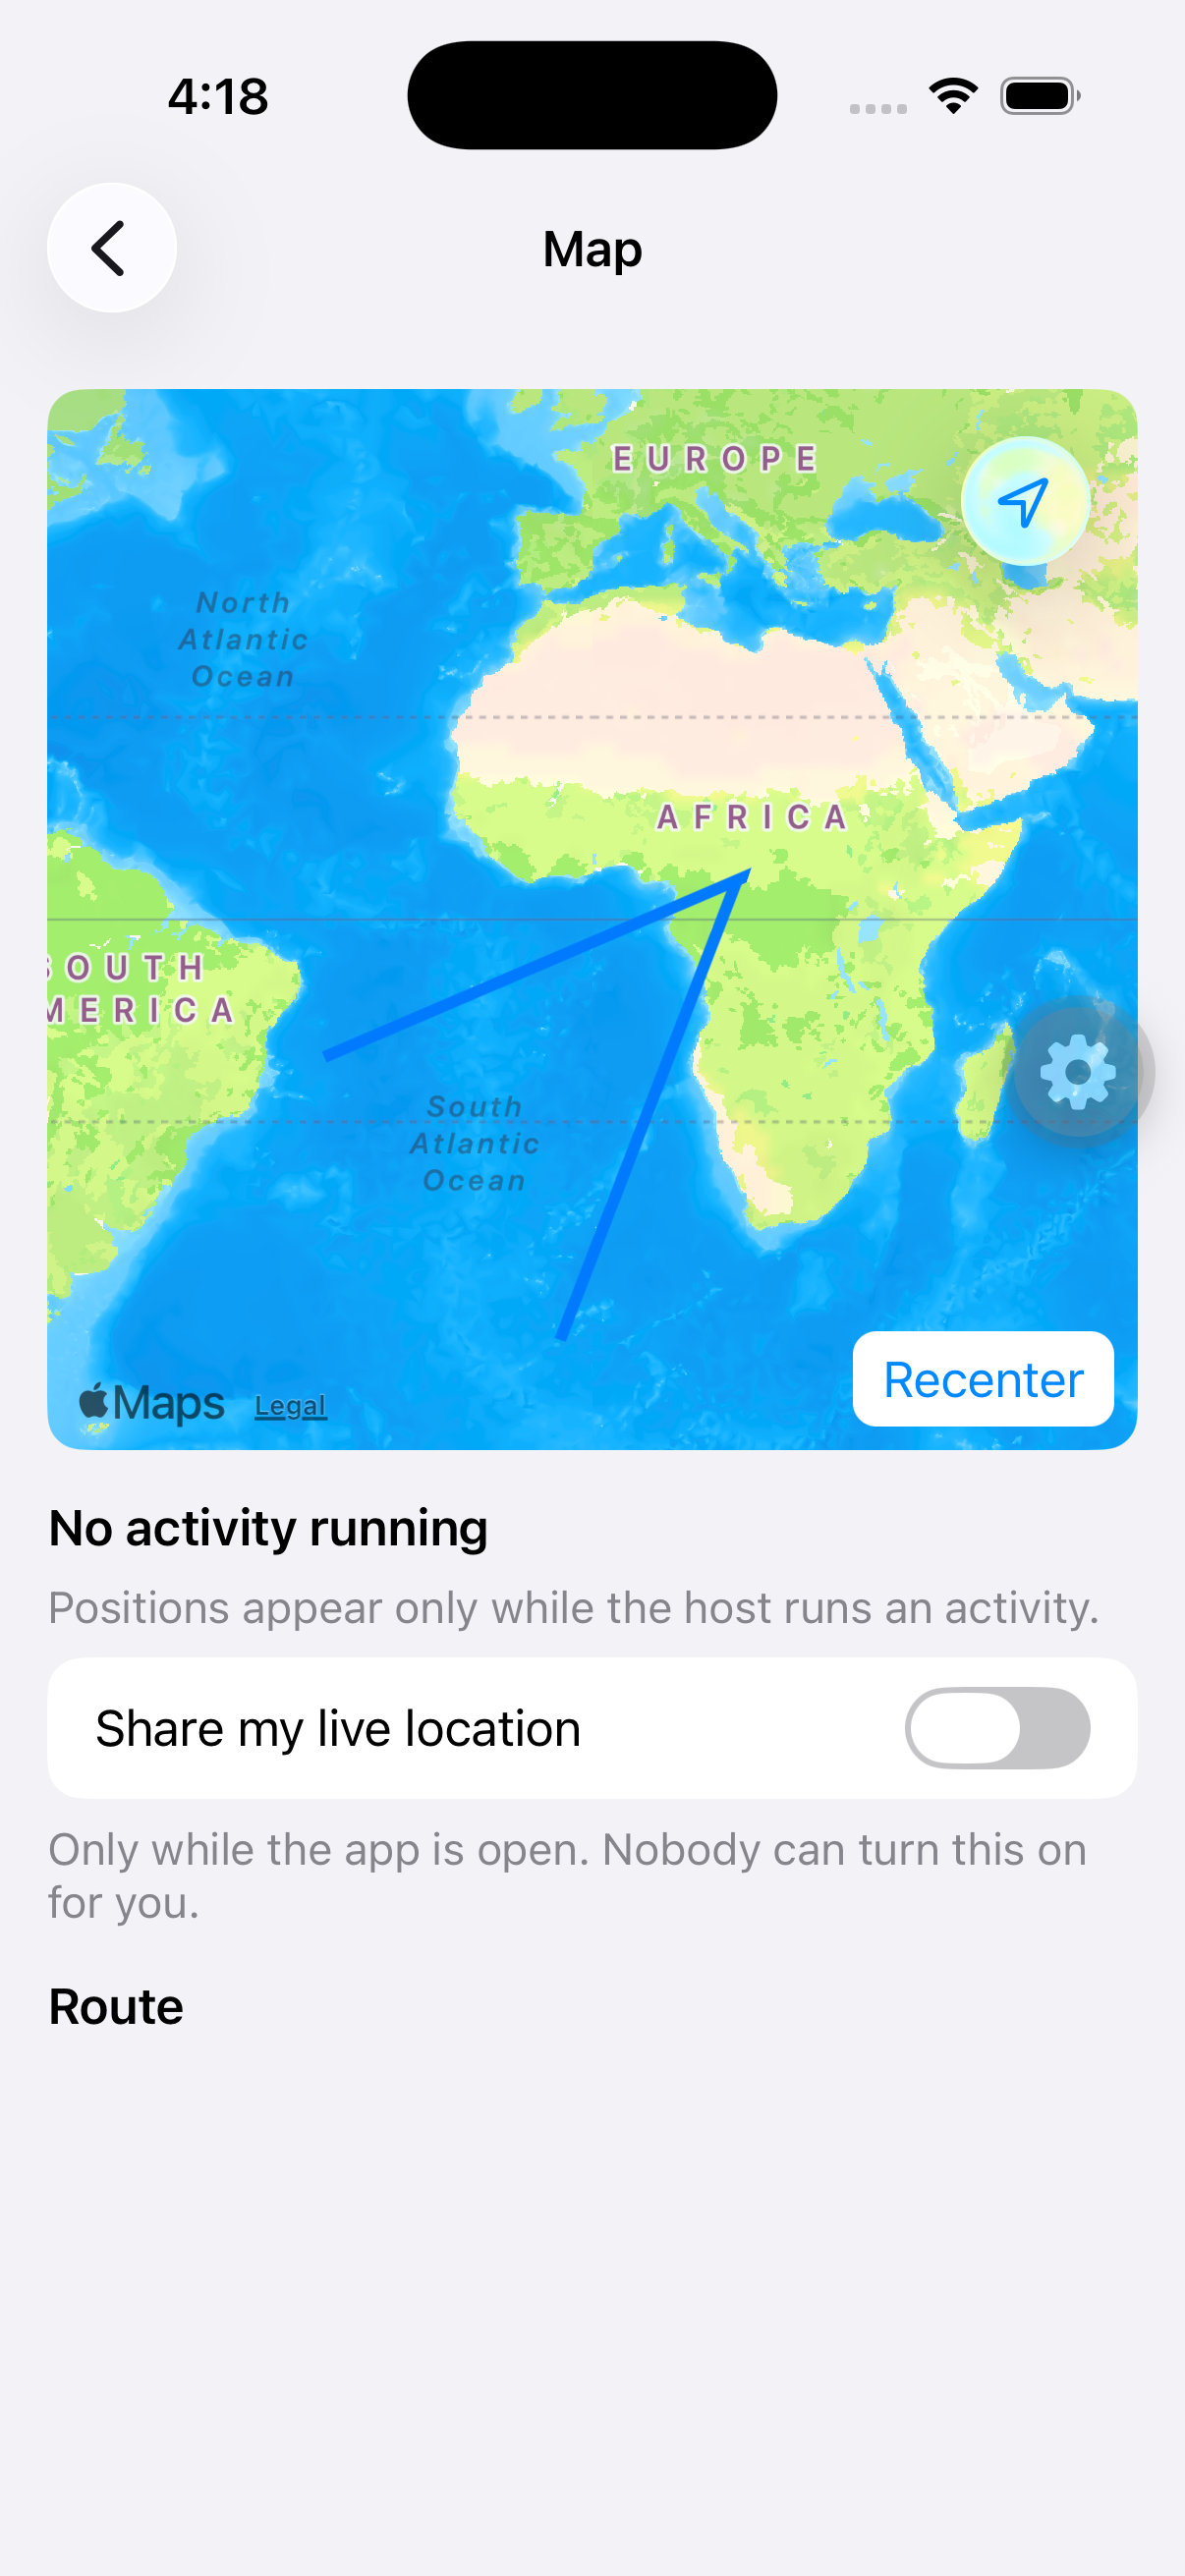 4:18
Map
EUROPE
North
Atlantic
Ocean
AFRICA
SOUTH
MERICA
South
Atlantic
Ocean
Maps Legal
Recenter
No activity running
Positions appear only while the host runs an activity.
Share my live location
Only while the app is open. Nobody can turn this on
for you.
Route